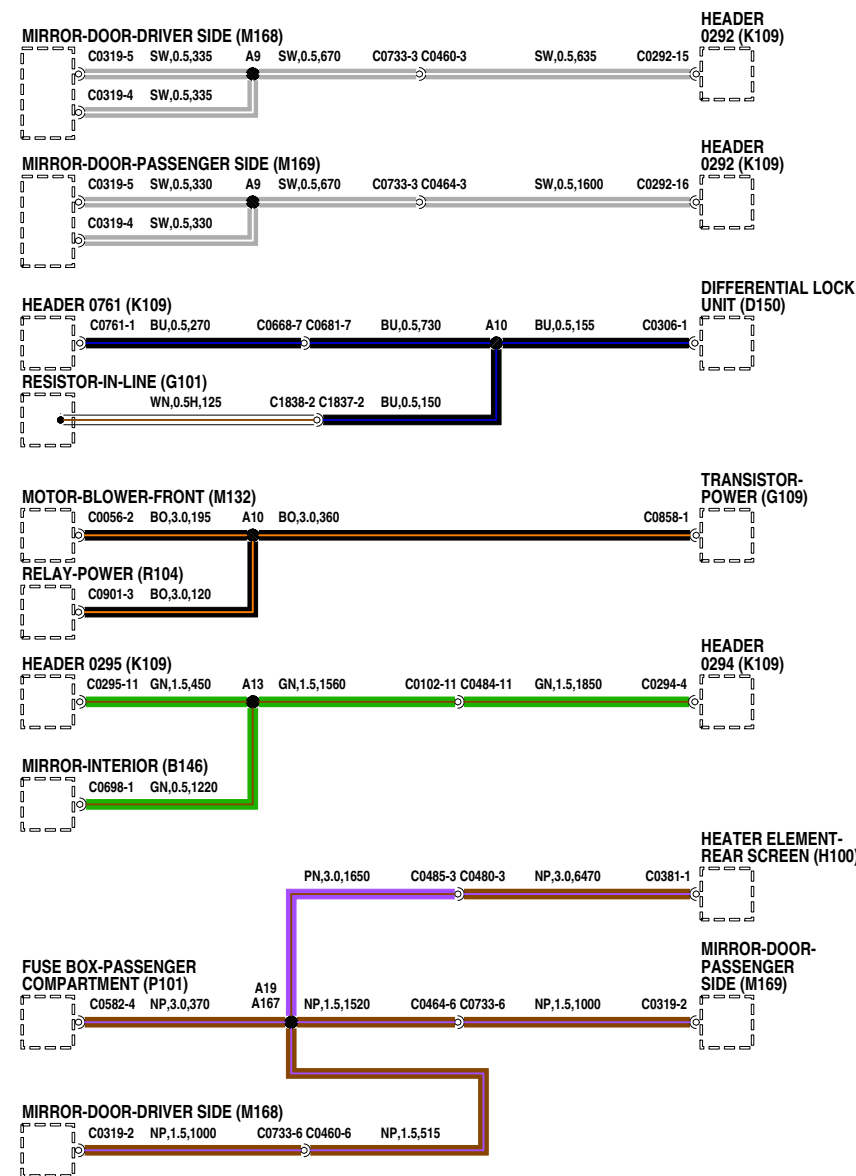 MIRROR-DOOR-DRIVER SIDE (M168)
HEADER
0292 (K109)
C0319-5 SW,0.5,335 A9 SW,0.5,670 C0733-3 C0460-3 SW,0.5,635 C0292-15
C0319-4 SW,0.5,335
MIRROR-DOOR-PASSENGER SIDE (M169)
HEADER
0292 (K109)
C0319-5 SW,0.5,330 A9 SW,0.5,670 C0733-3 C0464-3 SW,0.5,1600 C0292-16
C0319-4 SW,0.5,330
HEADER 0761 (K109)
DIFFERENTIAL LOCK
UNIT (D150)
C0761-1 BU,0.5,270 C0668-7 C0681-7 BU,0.5,730 A10 BU,0.5,155 C0306-1
RESISTOR-IN-LINE (G101)
WN,0.5H,125 C1838-2 C1837-2 BU,0.5,150
MOTOR-BLOWER-FRONT (M132)
TRANSISTOR-
POWER (G109)
C0056-2 BO,3.0,195 A10 BO,3.0,360 C0858-1
RELAY-POWER (R104)
C0901-3 BO,3.0,120
HEADER 0295 (K109)
HEADER
0294 (K109)
C0295-11 GN,1.5,450 A13 GN,1.5,1560 C0102-11 C0484-11 GN,1.5,1850 C0294-4
MIRROR-INTERIOR (B146)
C0698-1 GN,0.5,1220
HEATER ELEMENT-
REAR SCREEN (H100)
PN,3.0,1650 C0485-3 C0480-3 NP,3.0,6470 C0381-1
FUSE BOX-PASSENGER
COMPARTMENT (P101)
MIRROR-DOOR-
PASSENGER
SIDE (M169)
A19
C0582-4 NP,3.0,370 A167 NP,1.5,1520 C0464-6 C0733-6 NP,1.5,1000 C0319-2
MIRROR-DOOR-DRIVER SIDE (M168)
C0319-2 NP,1.5,1000 C0733-6 C0460-6 NP,1.5,515